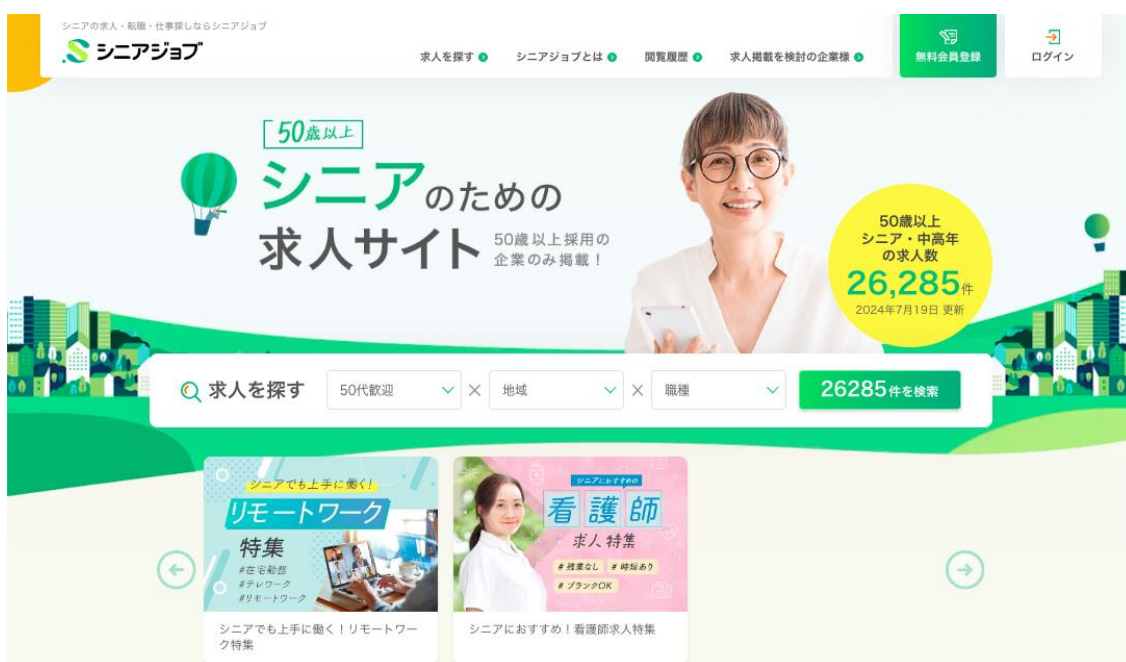 シニアの求人・転職・仕事探しならシニアジョブ
シニアジョブ
求人を探す
シニアジョブとは
閲覧履歴
求人掲載を検討の企業様
無料会員登録
ログイン
50歳以上
シニアのための
求人サイト
50歳以上採用の
企業のみ掲載！
50歳以上
シニア・中高年
の求人数
26,285件
2024年7月19日 更新
求人を探す
50代歓迎
×
地域
×
職種
26285件を検索
シニアでも上手に働く!
リモートワーク
特集
#在宅勤務
#テレワーク
#リモートワーク
シニアでも上手に働く！リモートワー
ク特集
シニアにおすすめの
看護師
求人特集
# 残業なし # 時短あり
# ブランクOK
シニアにおすすめ！看護師求人特集